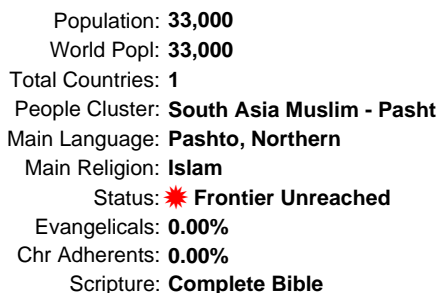 Population: 33,000
World Popl: 33,000
Total Countries: 1
People Cluster: South Asia Muslim - Pasht
Main Language: Pashto, Northern
Main Religion: Islam
Status: Frontier Unreached
Evangelicals: 0.00%
Chr Adherents: 0.00%
Scripture: Complete Bible